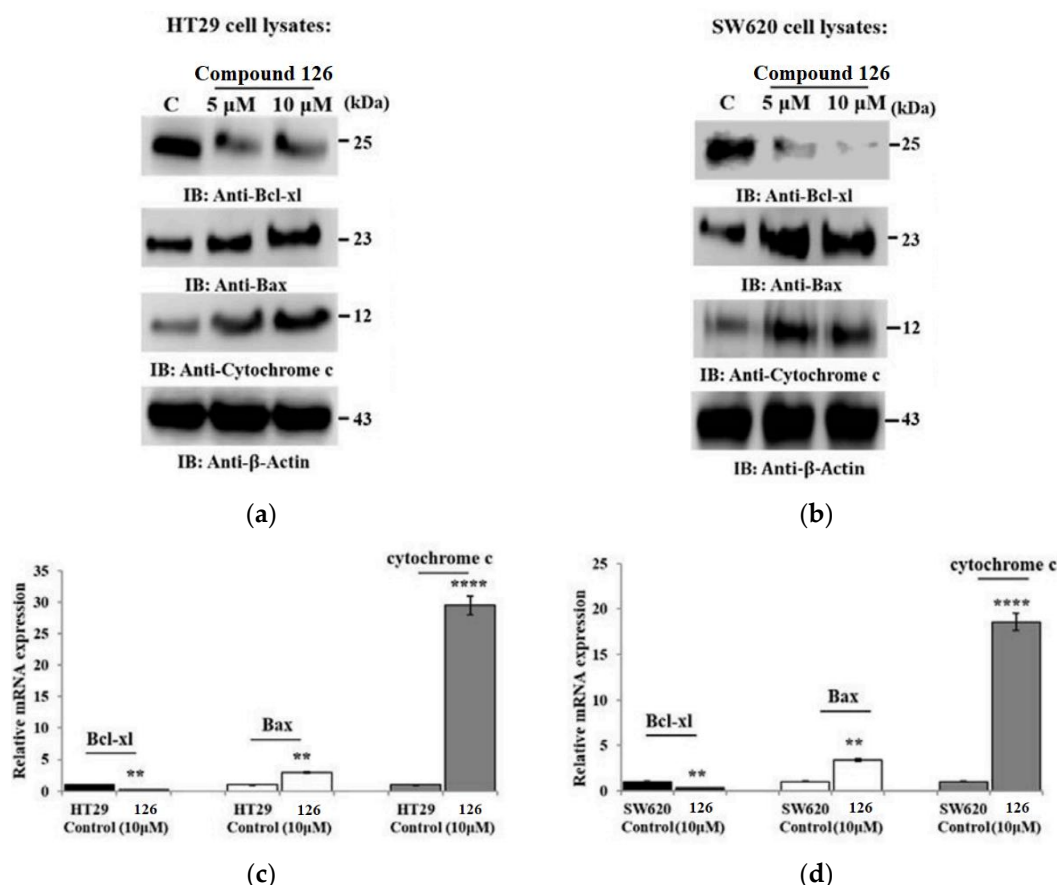 HT29 cell lysates:
Compound 126
C 5 μM 10 μM (kDa)
25
IB: Anti-Bcl-xl
23
IB: Anti-Bax
12
IB: Anti-Cytochrome c
43
IB: Anti-β-Actin
(a)
SW620 cell lysates:
Compound 126
C 5 μM 10 μM (kDa)
25
IB: Anti-Bcl-xl
23
IB: Anti-Bax
12
IB: Anti-Cytochrome c
43
IB: Anti-β-Actin
(b)
Relative mRNA expression
35
30
25
20
15
10
5
0
Bcl-xl
**
Bax
**
cytochrome c
****
HT29 126 HT29 126 HT29 126
Control (10μM) Control (10μM) Control (10μM)
(c)
Relative mRNA expression
25
20
15
10
5
0
Bcl-xl
**
Bax
**
cytochrome c
****
SW620 126 SW620 126 SW620 126
Control (10μM) Control (10μM) Control (10μM)
(d)